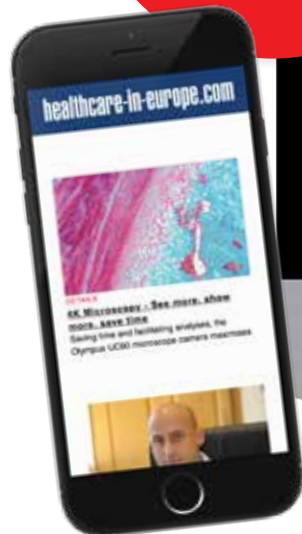 healthcare-in-europe.com
DETAILS
4K Microscopy - See more, show
more, save time
Saving time and facilitating analyses, the
Olympus UC90 microscope camera maximises